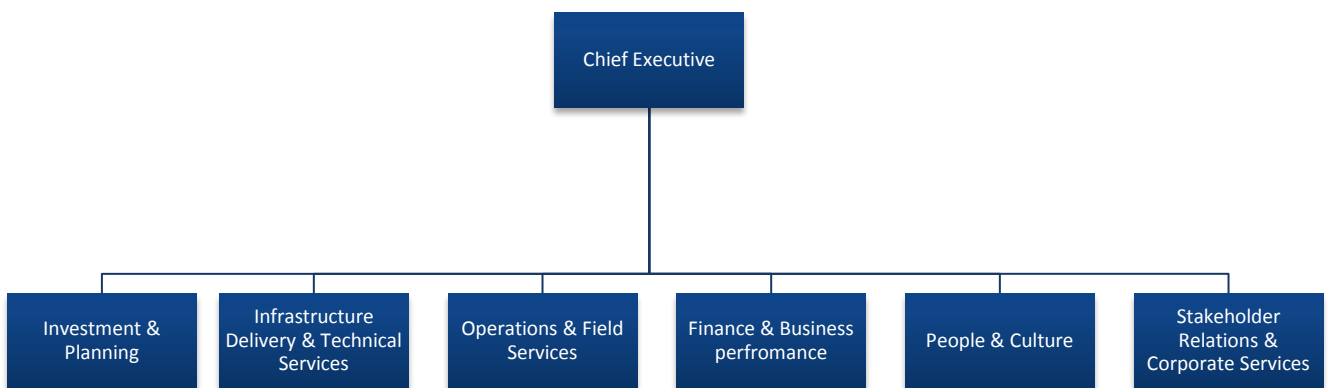 Chief Executive
Investment &
Planning
Infrastructure
Delivery & Technical
Services
Operations & Field
Services
Finance & Business
perfromance
People & Culture
Stakeholder
Relations &
Corporate Services